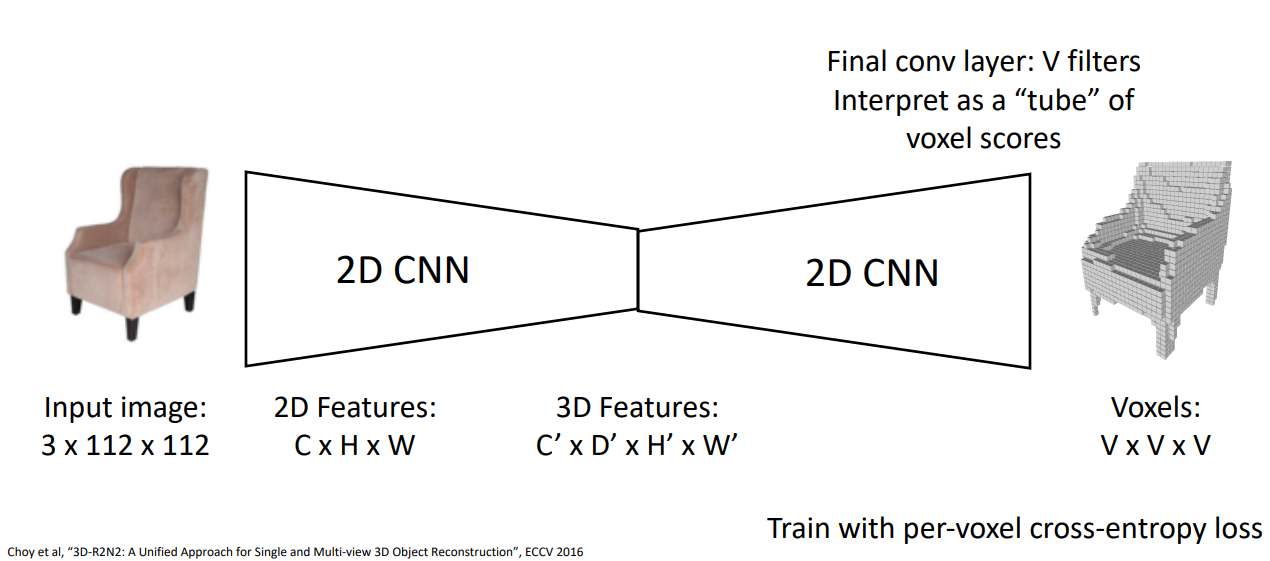 Final conv layer: V filters
Interpret as a “tube” of
voxel scores
2D CNN
2D CNN
Input image:
3 x 112 x 112
2D Features:
C x H x W
3D Features:
C’ x D’ x H’ x W’
Voxels:
V x V x V
Train with per-voxel cross-entropy loss
Choy et al, “3D-R2N2: A Unified Approach for Single and Multi-view 3D Object Reconstruction”, ECCV 2016